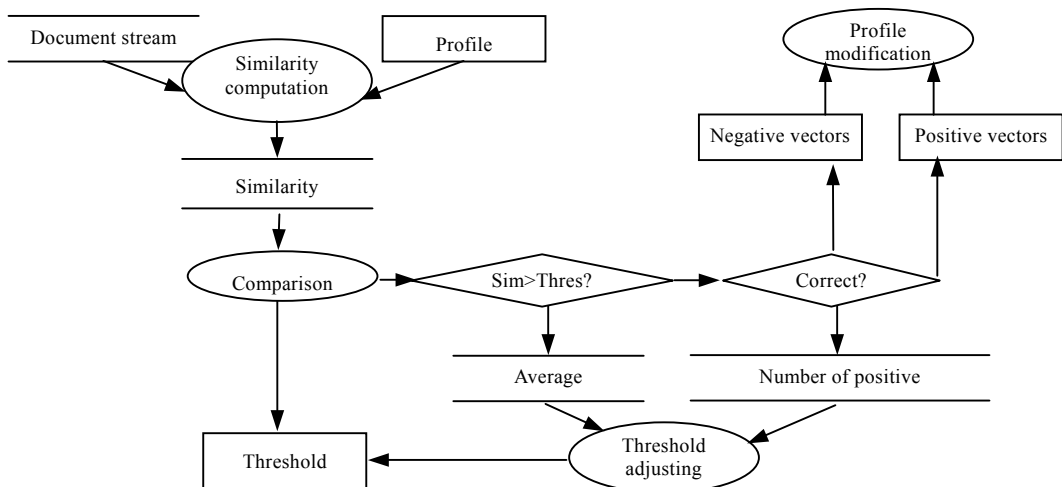 Document stream
Profile
Similarity
computation
Profile
modification
Negative vectors
Positive vectors
Similarity
Comparison
Sim>Thres?
Correct?
Average
Number of positive
Threshold
Threshold
adjusting